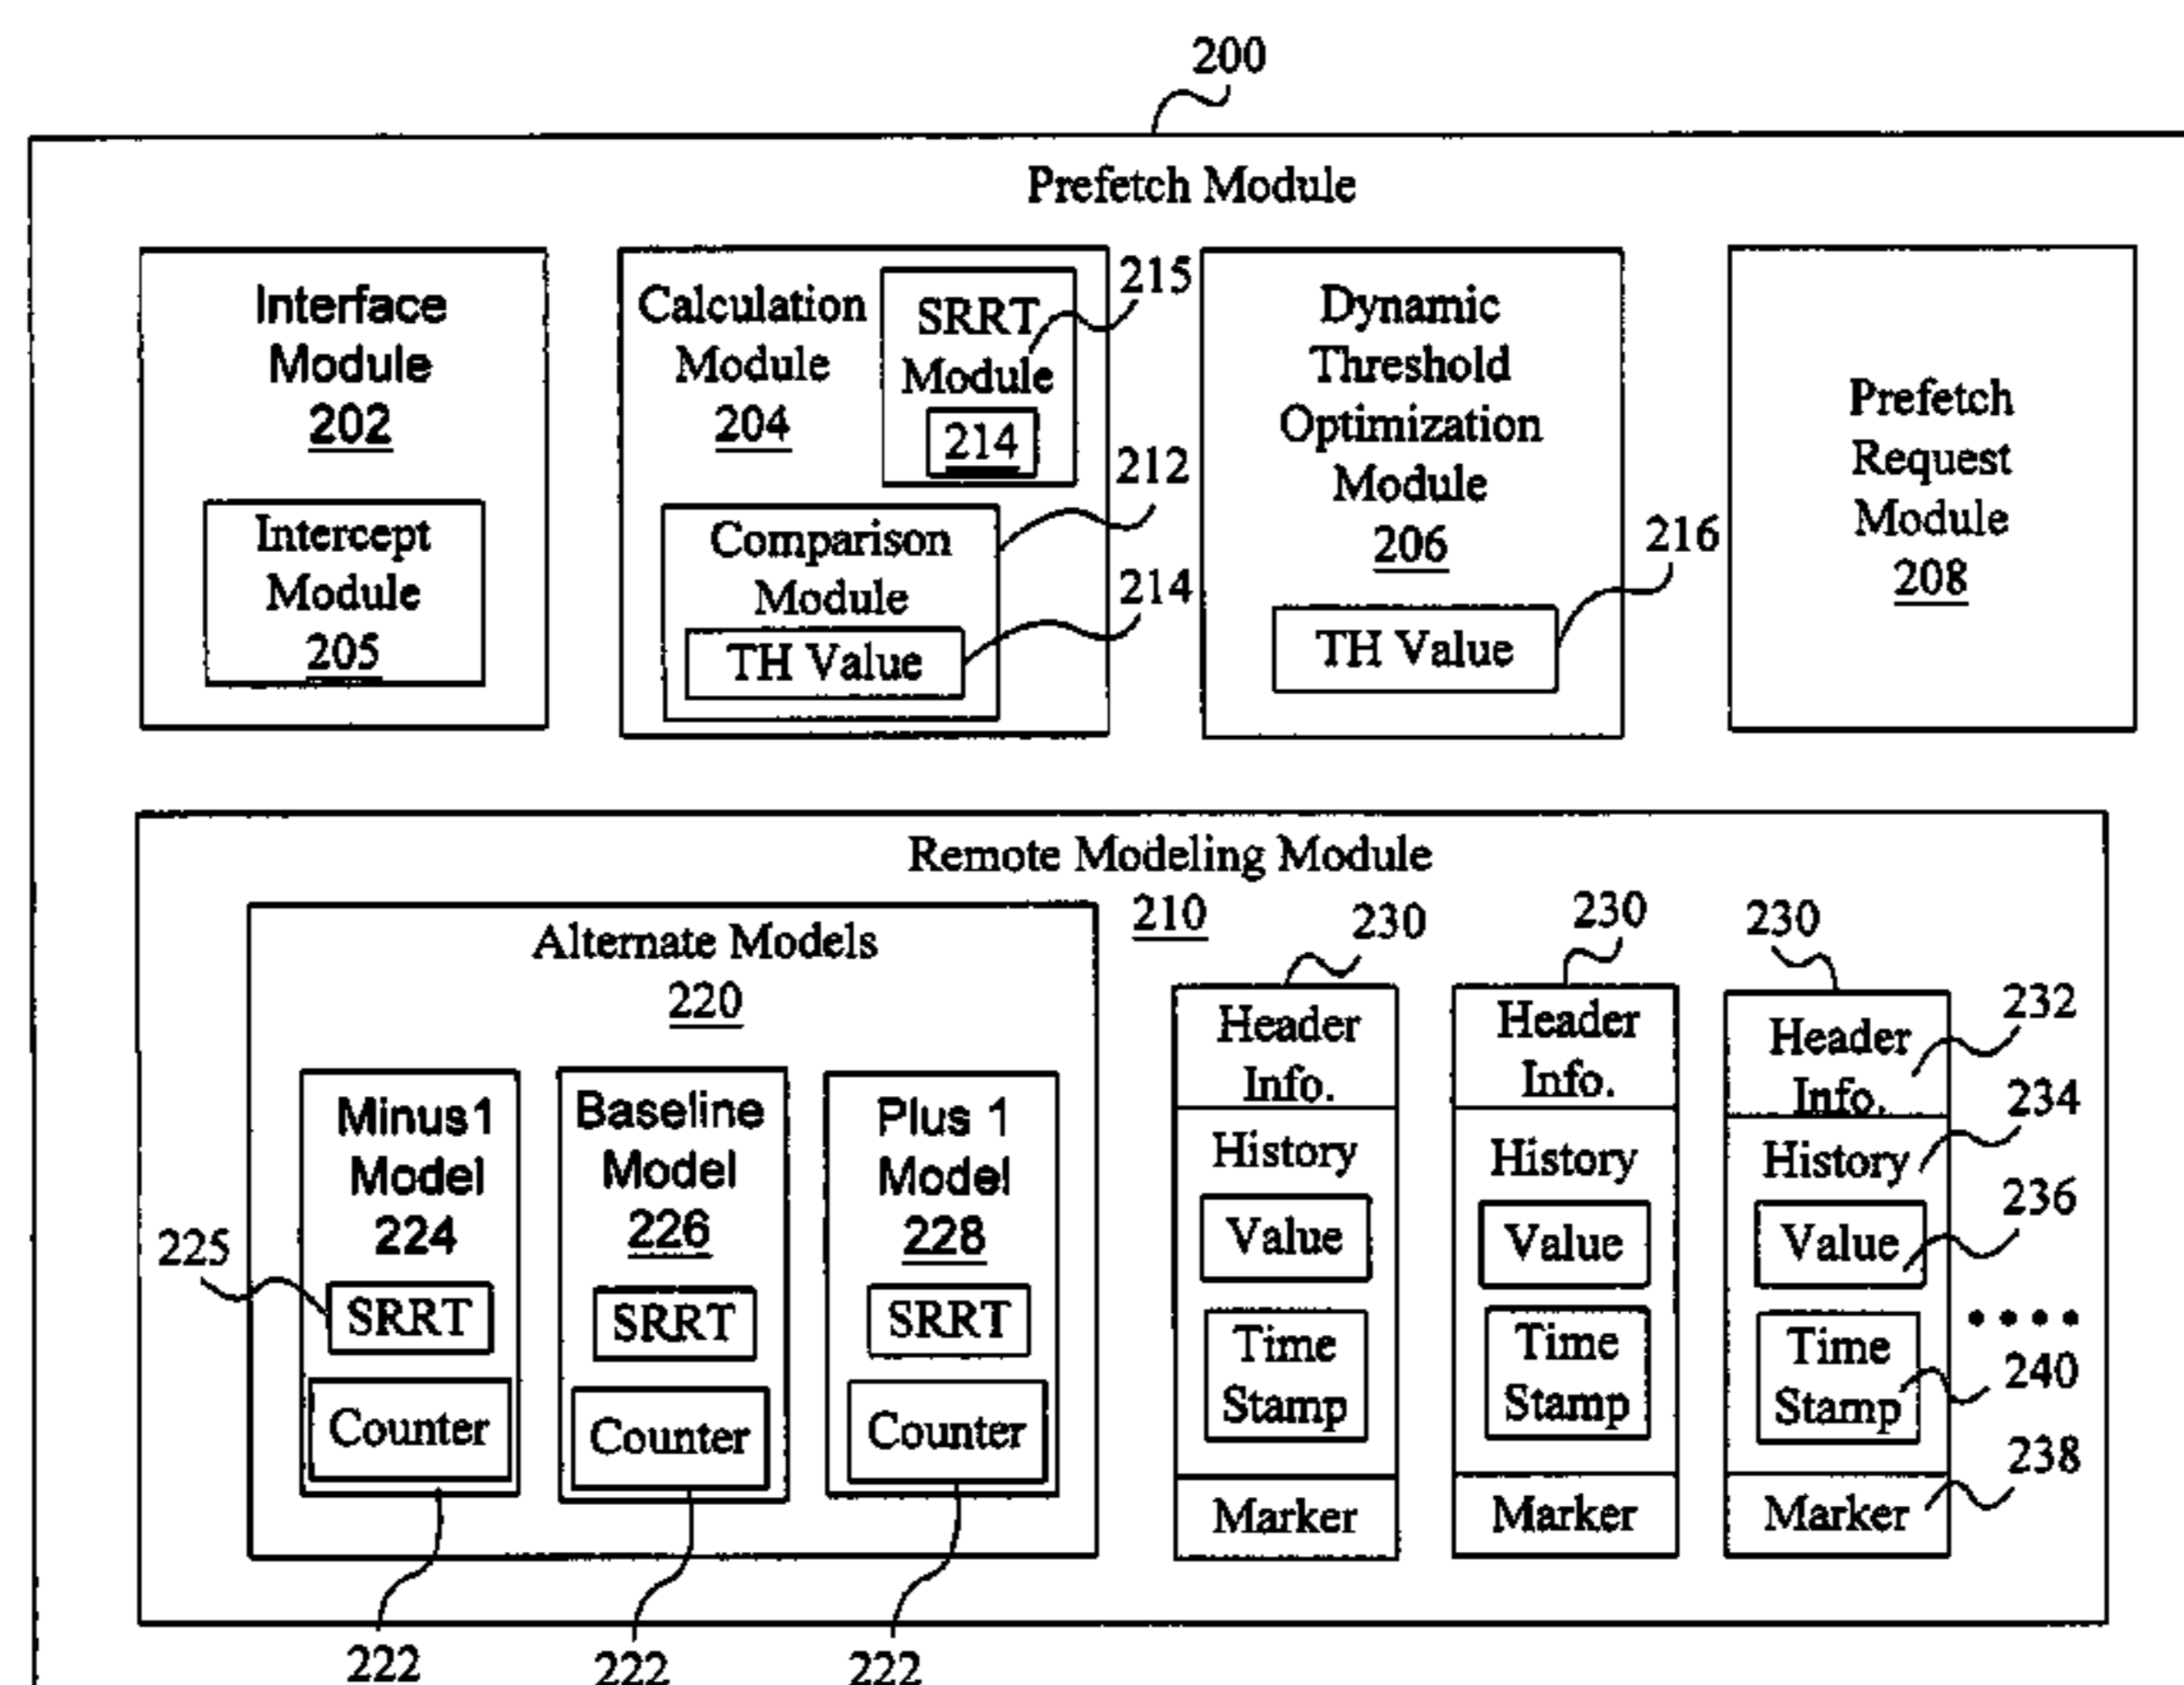 200
Prefetch Module
Interface
Module
202
Intercept
Module
205
Calculation
Module
204
SRRT
Module
214
215
Comparison
Module
TH Value
212
214
Dynamic
Threshold
Optimization
Module
206
TH Value
216
Prefetch
Request
Module
208
Remote Modeling Module
210
Alternate Models
220
Minus1
Model
224
SRRT
Counter
225
222
Baseline
Model
226
SRRT
Counter
222
Plus 1
Model
228
SRRT
Counter
222
230
Header
Info.
History
Value
Time
Stamp
Marker
230
Header
Info.
History
Value
Time
Stamp
Marker
230
Header
Info.
History
Value
Time
Stamp
Marker
232
234
236
240
238